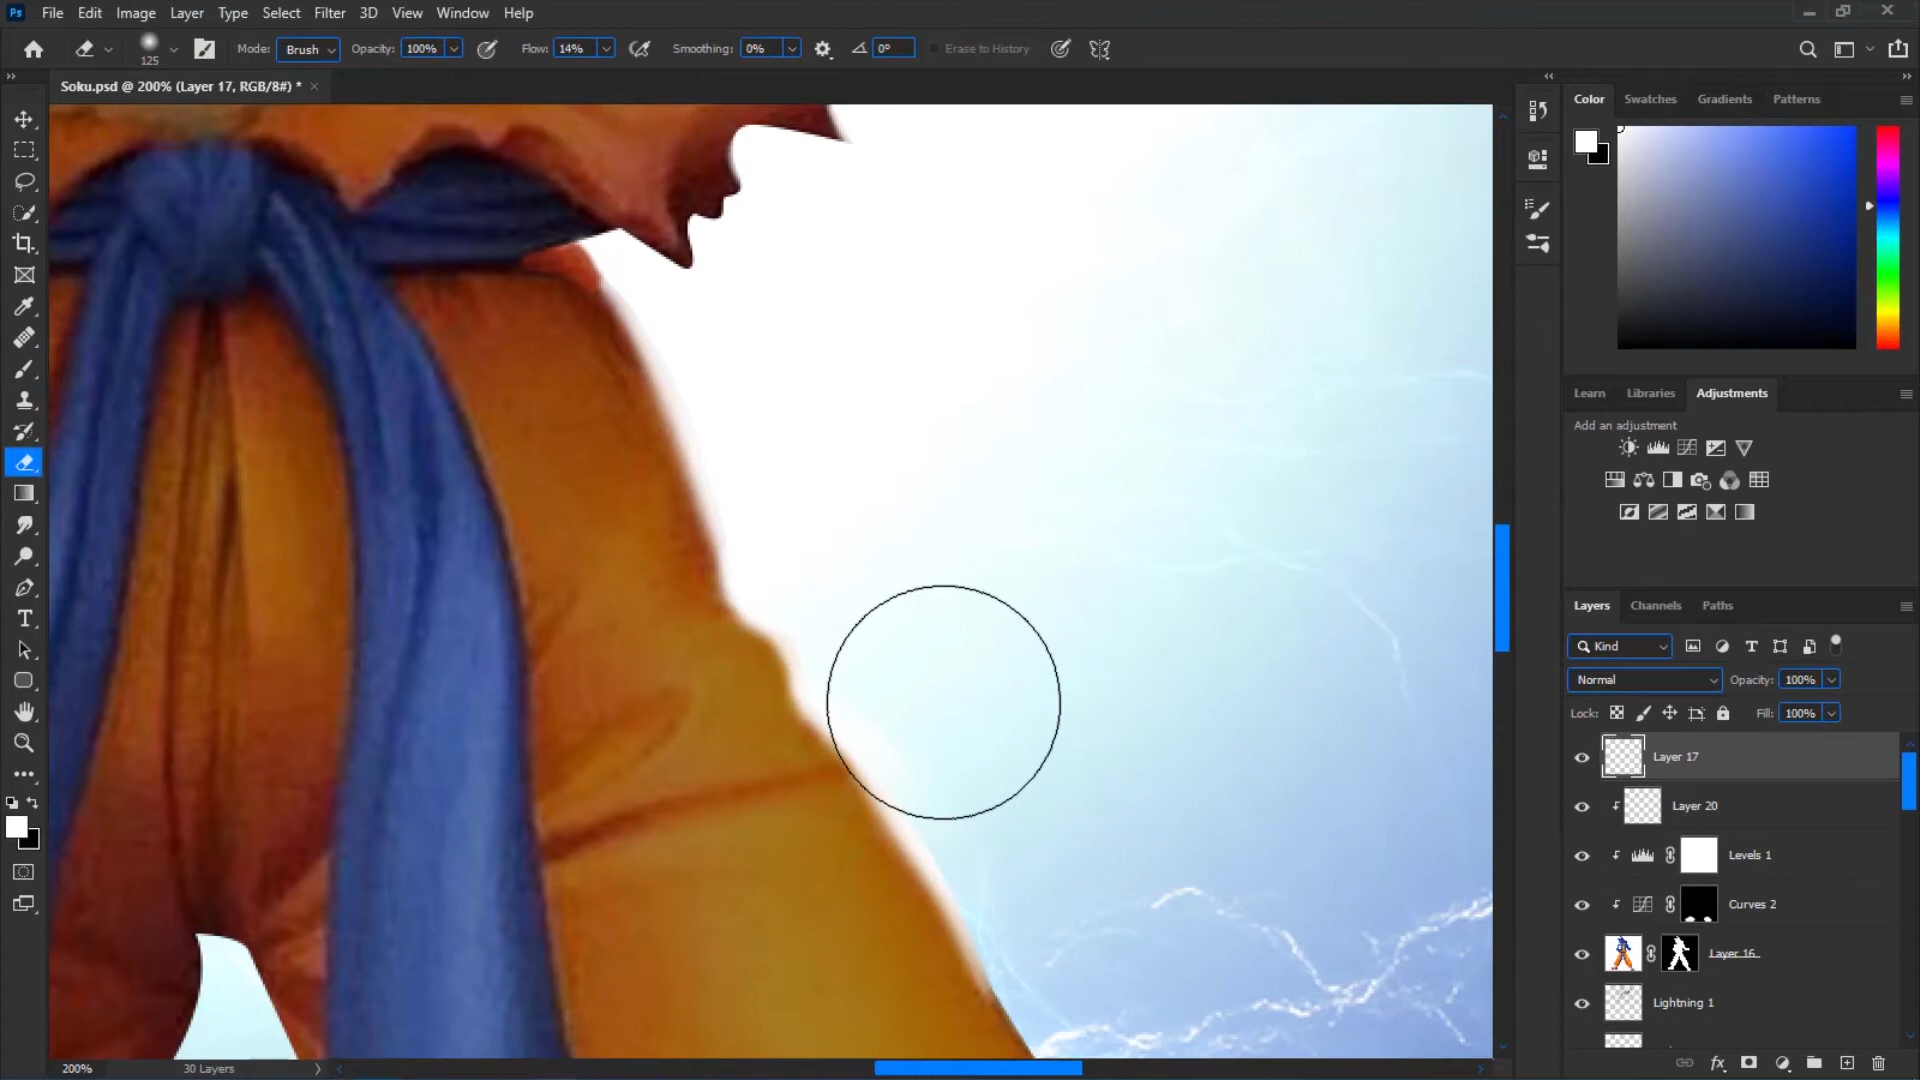 Ps File Edit Image Layer Type Select Filter 3D View Window Help
125 Mode: Brush Opacity: 100% Flow: 14% Smoothing: 0% 0° Erase to History
Soku.psd @ 200% (Layer 17, RGB/8#) *
Color Swatches Gradients Patterns
Learn Libraries Adjustments
Add an adjustment
Layers Channels Paths
Kind
Normal Opacity: 100%
Lock: Fill: 100%
Layer 17
Layer 20
Levels 1
Curves 2
Layer 16
Lightning 1
200% 30 Layers